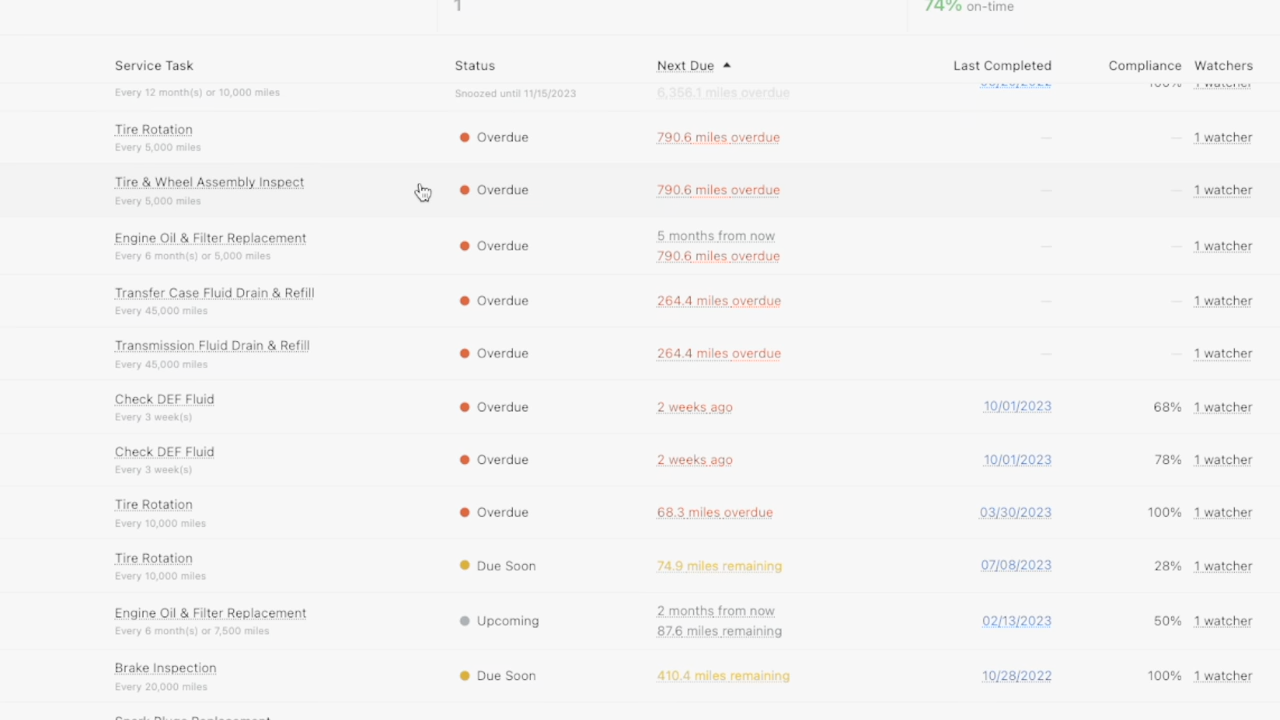 1
74% on-time
Service Task Status Next Due Last Completed Compliance Watchers
Every 12 month(s) or 10,000 miles Snoozed until 11/15/2023 6,356.1 miles overdue
Tire Rotation
Every 5,000 miles
Overdue 790.6 miles overdue — — 1 watcher
Tire & Wheel Assembly Inspect
Every 5,000 miles
Overdue 790.6 miles overdue — — 1 watcher
Engine Oil & Filter Replacement
Every 6 month(s) or 5,000 miles
Overdue
5 months from now
790.6 miles overdue
— — 1 watcher
Transfer Case Fluid Drain & Refill
Every 45,000 miles
Overdue 264.4 miles overdue — — 1 watcher
Transmission Fluid Drain & Refill
Every 45,000 miles
Overdue 264.4 miles overdue — — 1 watcher
Check DEF Fluid
Every 3 week(s)
Overdue 2 weeks ago 10/01/2023 68% 1 watcher
Check DEF Fluid
Every 3 week(s)
Overdue 2 weeks ago 10/01/2023 78% 1 watcher
Tire Rotation
Every 10,000 miles
Overdue 68.3 miles overdue 03/30/2023 100% 1 watcher
Tire Rotation
Every 10,000 miles
Due Soon 74.9 miles remaining 07/08/2023 28% 1 watcher
Engine Oil & Filter Replacement
Every 6 month(s) or 7,500 miles
Upcoming
2 months from now
87.6 miles remaining
02/13/2023 50% 1 watcher
Brake Inspection
Every 20,000 miles
Due Soon 410.4 miles remaining 10/28/2022 100% 1 watcher